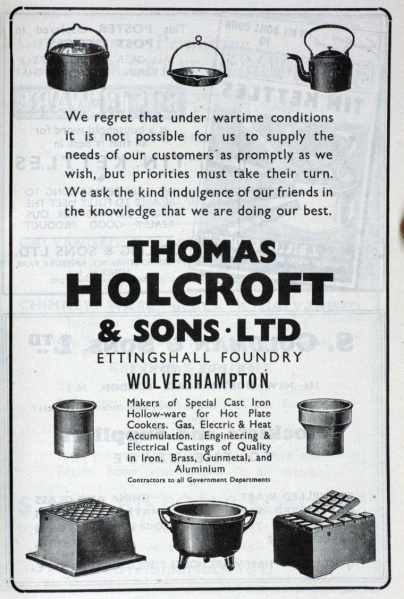 We regret that under wartime conditions
it is not possible for us to supply the
needs of our customers as promptly as we
wish, but priorities must take their turn.
We ask the kind indulgence of our friends in
the knowledge that we are doing our best.
THOMAS
HOLCROFT
& SONS · LTD
ETTINGSHALL FOUNDRY
WOLVERHAMPTON
Makers of Special Cast Iron
Hollow-ware for Hot Plate
Cookers. Gas, Electric & Heat
Accumulation. Engineering &
Electrical Castings of Quality
in Iron, Brass, Gunmetal, and
Aluminium
Contractors to all Government Departments